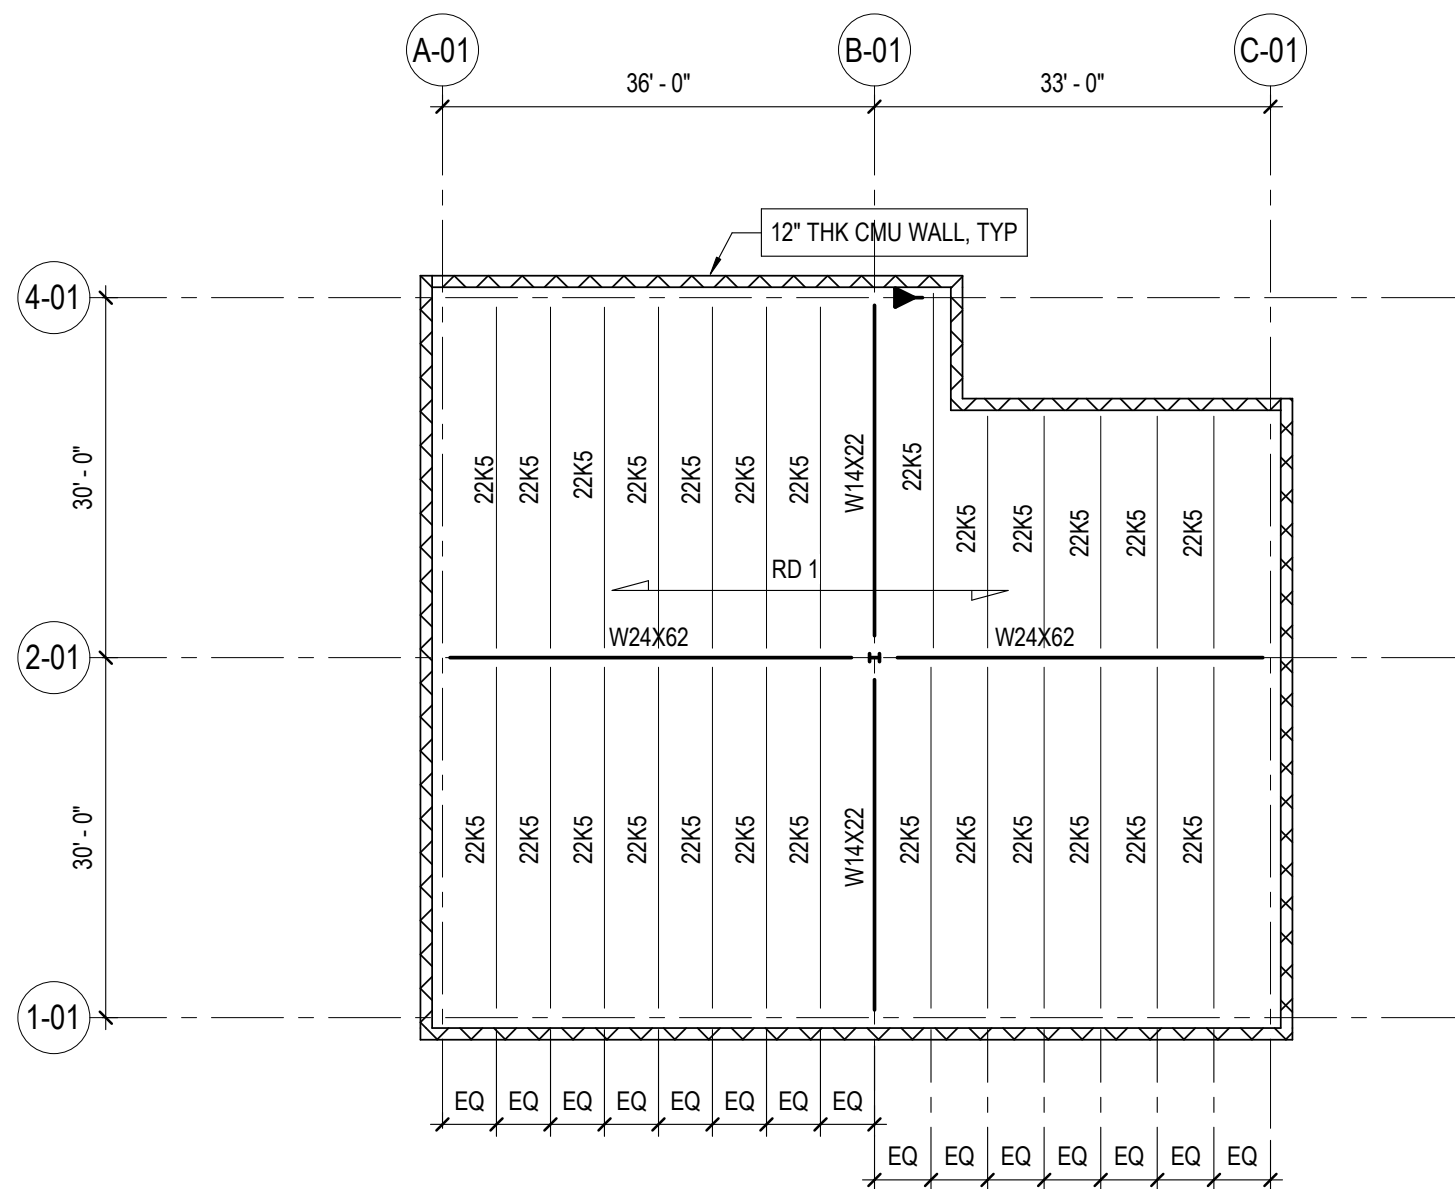 A-01
B-01
C-01
36' - 0"
33' - 0"
12" THK CMU WALL, TYP
4-01
30' - 0"
22K5
22K5
22K5
22K5
22K5
22K5
22K5
W14X22
22K5
22K5
22K5
22K5
22K5
22K5
RD 1
W24X62
W24X62
2-01
30' - 0"
22K5
22K5
22K5
22K5
22K5
22K5
22K5
W14X22
22K5
22K5
22K5
22K5
22K5
22K5
1-01
EQ EQ EQ EQ EQ EQ EQ EQ
EQ EQ EQ EQ EQ EQ EQ